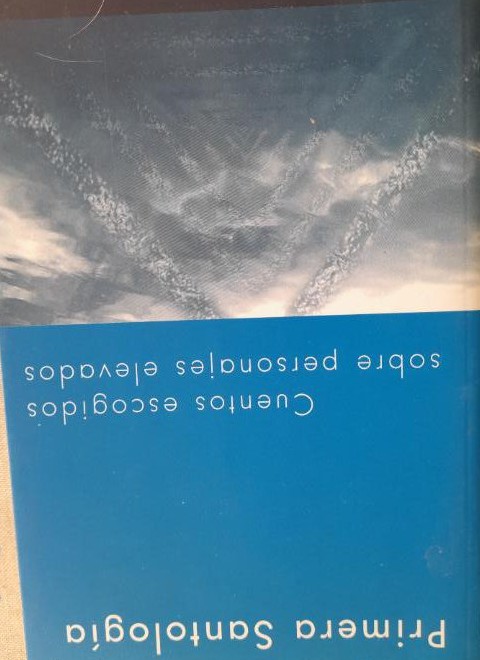 Primera Santología
Cuentos escogidos
sobre personajes elevados